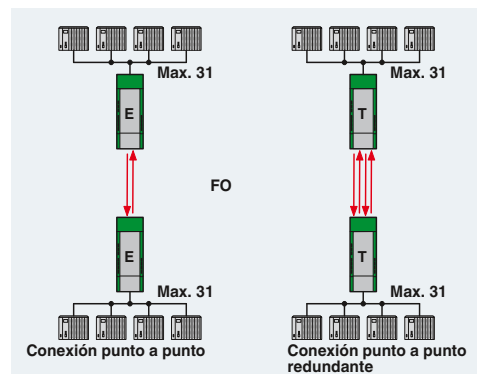 Max. 31
Max. 31
E
T
FO
E
T
Max. 31
Max. 31
Conexión punto a punto
Conexión punto a punto
redundante